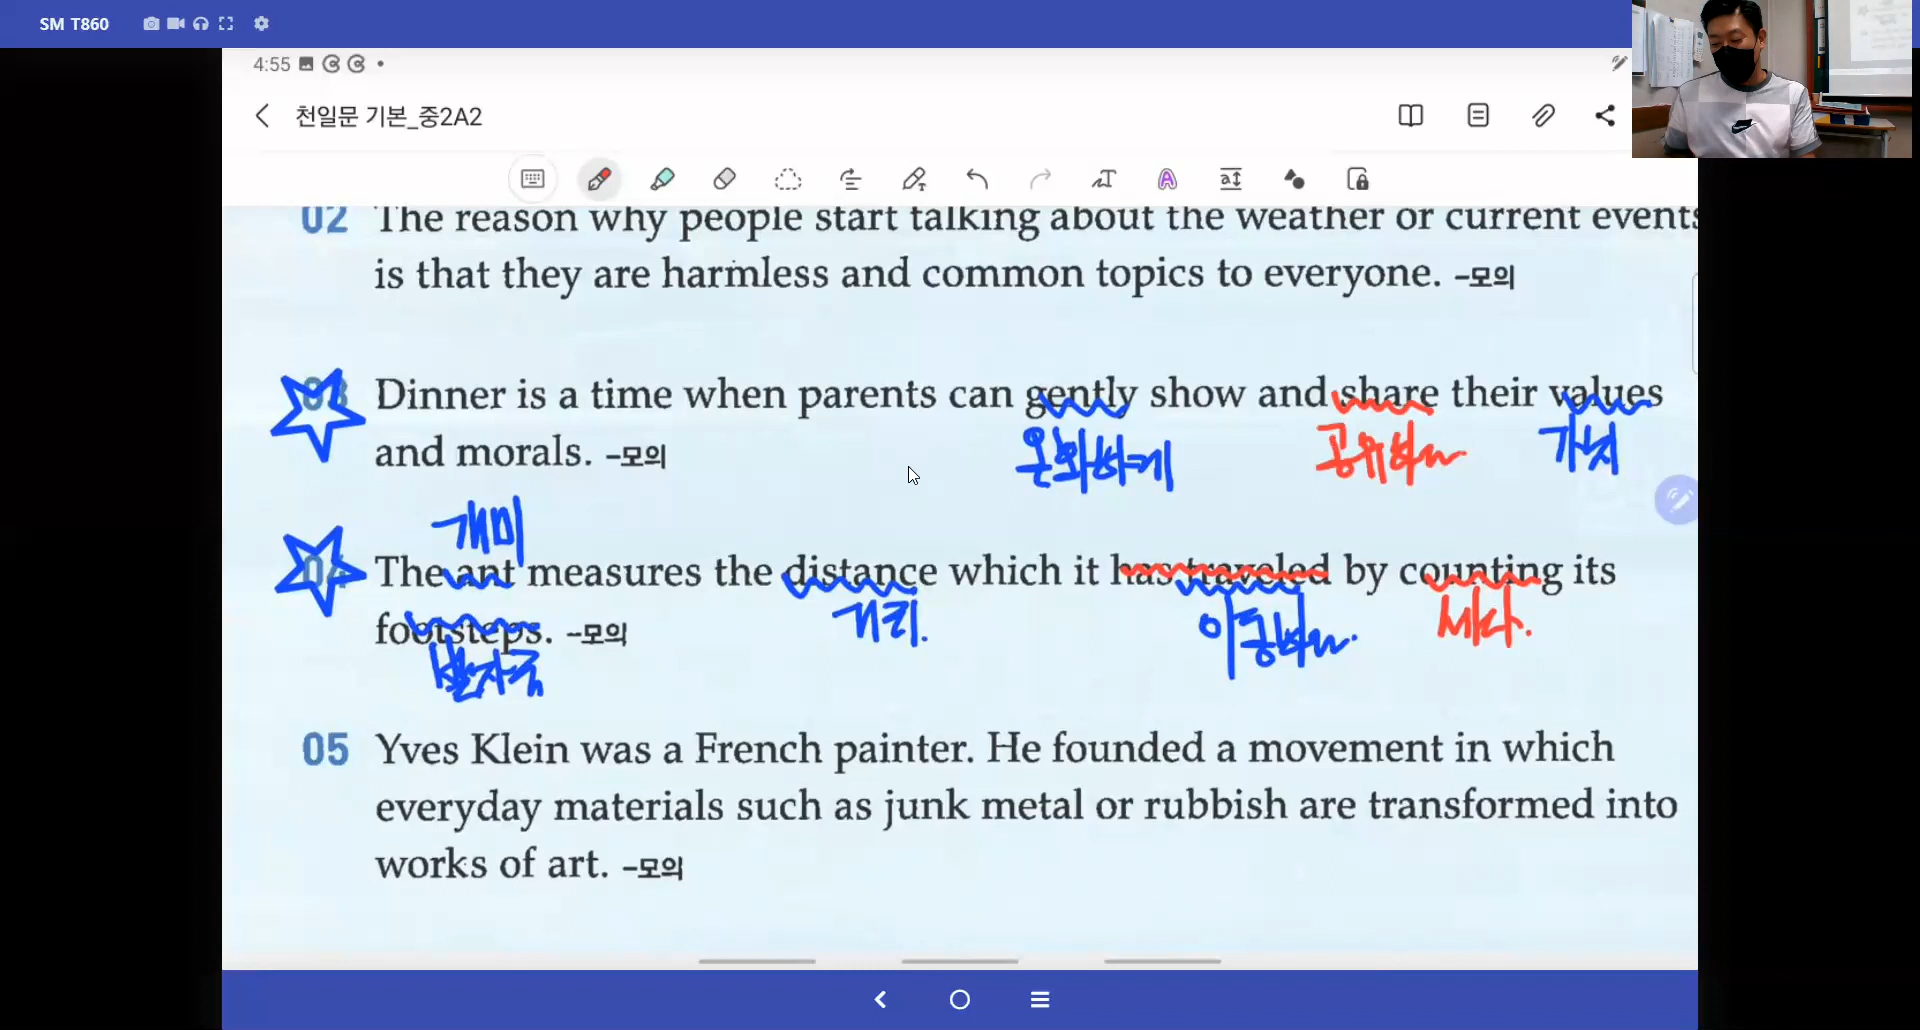 SM T860
4:55
천일문 기본_중2A2
02 The reason why people start talking about the weather or current events
is that they are harmless and common topics to everyone. –모의
03 Dinner is a time when parents can gently show and share their values
and morals. –모의
온화하게 공유하 가치
개미
04 The ant measures the distance which it has traveled by counting its
footsteps. –모의
거리. 이동하 세다.
발자국
05 Yves Klein was a French painter. He founded a movement in which
everyday materials such as junk metal or rubbish are transformed into
works of art. –모의